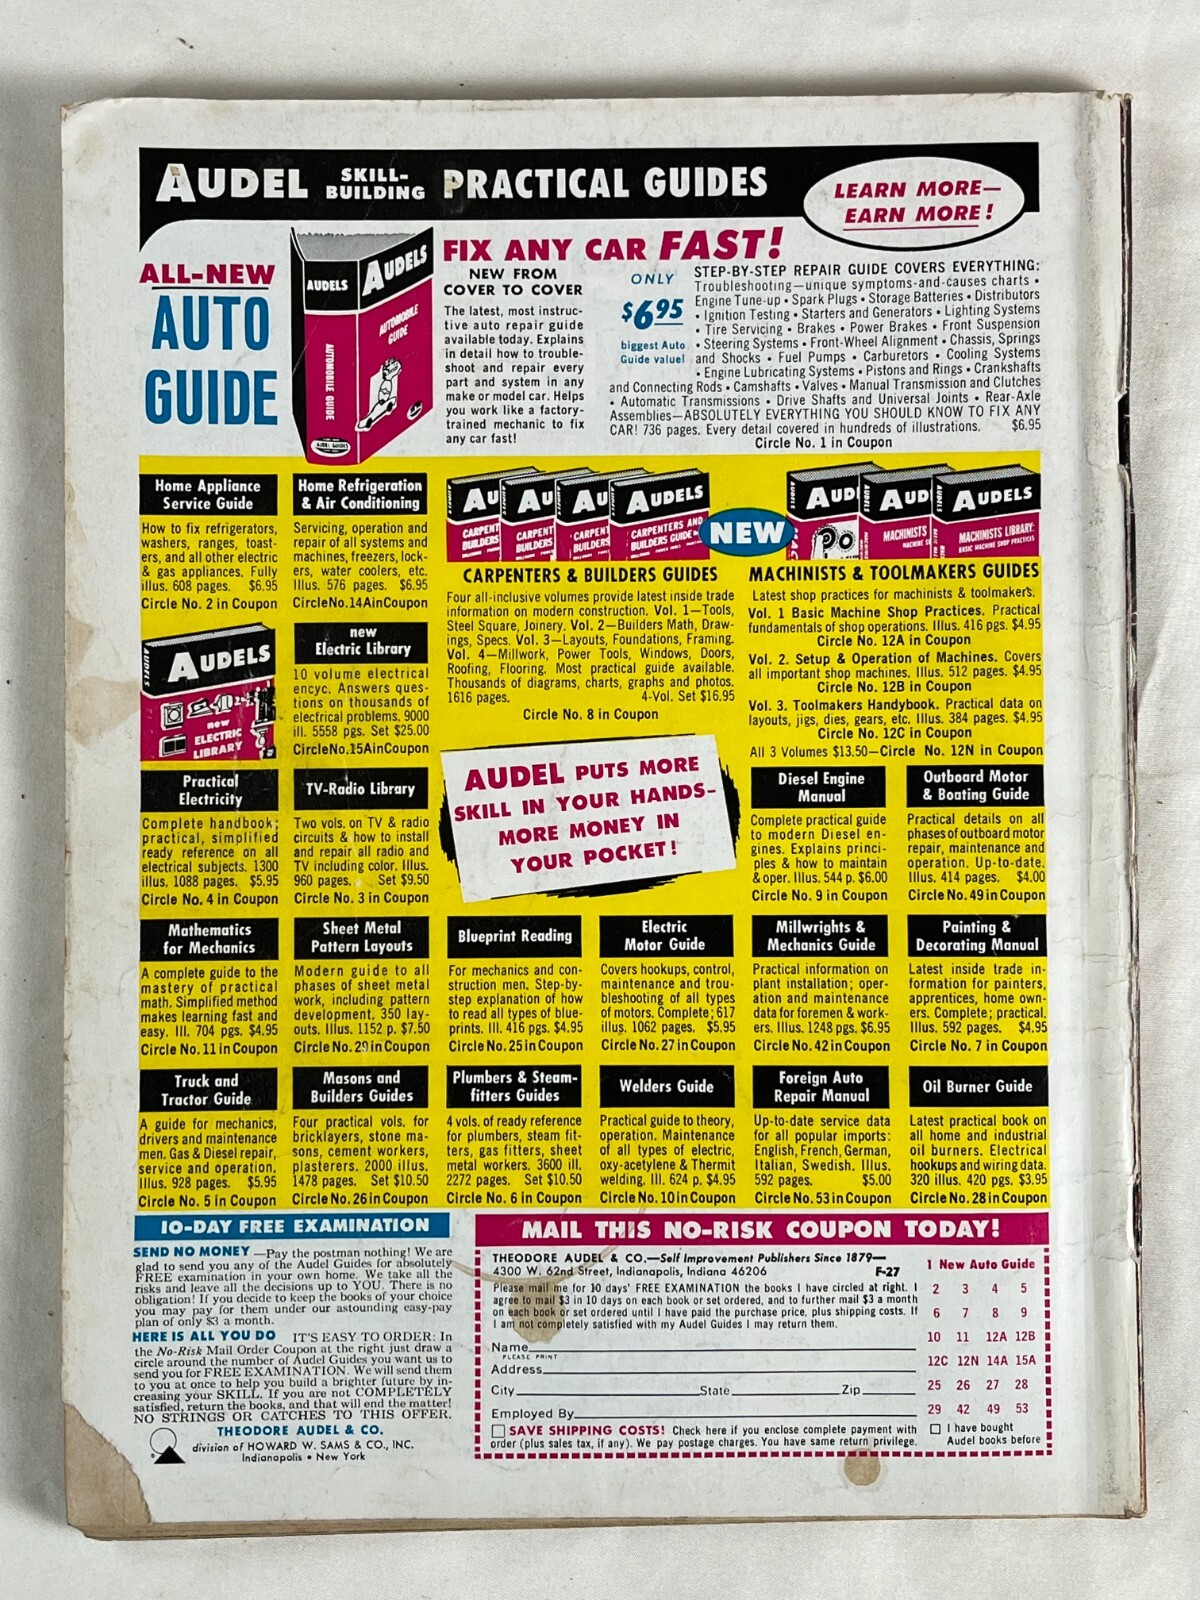 AUDEL SKILL-BUILDING PRACTICAL GUIDES
LEARN MORE—
EARN MORE!
ALL-NEW
AUTO
GUIDE
AUDELS
AUDELS
AUTOMOBILE
GUIDE
AUTOMOBILE GUIDE
FIX ANY CAR FAST!
NEW FROM
COVER TO COVER
The latest, most instruc-
tive auto repair guide
available today. Explains
in detail how to trouble-
shoot and repair every
part and system in any
make or model car. Helps
you work like a factory-
trained mechanic to fix
any car fast!
ONLY
$6.95
biggest Auto
Guide value!
STEP-BY-STEP REPAIR GUIDE COVERS EVERYTHING:
Troubleshooting—unique symptoms-and-causes charts •
Engine Tune-up • Spark Plugs • Storage Batteries • Distributors
• Ignition Testing • Starters and Generators • Lighting Systems
• Tire Servicing • Brakes • Power Brakes • Front Suspension
• Steering Systems • Front-Wheel Alignment • Chassis, Springs
and Shocks • Fuel Pumps • Carburetors • Cooling Systems
• Engine Lubricating Systems • Pistons and Rings • Crankshafts
and Connecting Rods • Camshafts • Valves • Manual Transmission and Clutches
• Automatic Transmissions • Drive Shafts and Universal Joints • Rear-Axle
Assemblies—ABSOLUTELY EVERYTHING YOU SHOULD KNOW TO FIX ANY
CAR! 736 pages. Every detail covered in hundreds of illustrations. $6.95
Circle No. 1 in Coupon
Home Appliance
Service Guide
How to fix refrigerators,
washers, ranges, toast-
ers, and all other electric
& gas appliances. Fully
illus. 608 pages. $6.95
Circle No. 2 in Coupon
Home Refrigeration
& Air Conditioning
Servicing, operation and
repair of all systems and
machines, freezers, lock-
ers, water coolers, etc.
Illus. 576 pages. $6.95
Circle No. 14A in Coupon
AUDELS
AUDELS
new
ELECTRIC
LIBRARY
new
Electric Library
10 volume electrical
encyc. Answers ques-
tions on thousands of
electrical problems. 9000
ill. 5558 pgs. Set $25.00
Circle No. 15A in Coupon
AU
CARPENT
BUILDERS
AU
CARPENT
BUILDERS
AU
CARPENT
BUILDERS
AUDELS
CARPENTERS AND
BUILDERS GUIDE
NEW
AUD
AUD
MACHINISTS
AUDELS
MACHINISTS LIBRARY:
BASIC MACHINE SHOP PRACTICES
CARPENTERS & BUILDERS GUIDES
Four all-inclusive volumes provide latest inside trade
information on modern construction. Vol. 1—Tools,
Steel Square, Joinery. Vol. 2—Builders Math, Draw-
ings, Specs. Vol. 3—Layouts, Foundations, Framing.
Vol. 4—Millwork, Power Tools, Windows, Doors,
Roofing, Flooring. Most practical guide available.
Thousands of diagrams, charts, graphs and photos.
1616 pages. 4-Vol. Set $16.95
Circle No. 8 in Coupon
MACHINISTS & TOOLMAKERS GUIDES
Latest shop practices for machinists & toolmakers.
Vol. 1 Basic Machine Shop Practices. Practical
fundamentals of shop operations. Illus. 416 pgs. $4.95
Circle No. 12A in Coupon
Vol. 2. Setup & Operation of Machines. Covers
all important shop machines. Illus. 512 pages. $4.95
Circle No. 12B in Coupon
Vol. 3. Toolmakers Handybook. Practical data on
layouts, jigs, dies, gears, etc. Illus. 384 pages. $4.95
Circle No. 12C in Coupon
All 3 Volumes $13.50—Circle No. 12N in Coupon
AUDEL PUTS MORE
SKILL IN YOUR HANDS—
MORE MONEY IN
YOUR POCKET!
Practical
Electricity
Complete handbook;
practical, simplified
ready reference on all
electrical subjects. 1300
illus. 1088 pages. $5.95
Circle No. 4 in Coupon
TV-Radio Library
Two vols. on TV & radio
circuits & how to install
and repair all radio and
TV including color. Illus.
960 pages. Set $9.50
Circle No. 3 in Coupon
Diesel Engine
Manual
Complete practical guide
to modern Diesel en-
gines. Explains princi-
ples & how to maintain
& oper. Illus. 544 p. $6.00
Circle No. 9 in Coupon
Outboard Motor
& Boating Guide
Practical details on all
phases of outboard motor
repair, maintenance and
operation. Up-to-date.
Illus. 414 pages. $4.00
Circle No. 49 in Coupon
Mathematics
for Mechanics
A complete guide to the
mastery of practical
math. Simplified method
makes learning fast and
easy. Ill. 704 pgs. $4.95
Circle No. 11 in Coupon
Sheet Metal
Pattern Layouts
Modern guide to all
phases of sheet metal
work, including pattern
development. 350 lay-
outs. Illus. 1152 p. $7.50
Circle No. 29 in Coupon
Blueprint Reading
For mechanics and con-
struction men. Step-by-
step explanation of how
to read all types of blue-
prints. Ill. 416 pgs. $4.95
Circle No. 25 in Coupon
Electric
Motor Guide
Covers hookups, control,
maintenance and trou-
bleshooting of all types
of motors. Complete; 617
illus. 1062 pages. $5.95
Circle No. 27 in Coupon
Millwrights &
Mechanics Guide
Practical information on
plant installation; oper-
ation and maintenance
data for foremen & work-
ers. Illus. 1248 pgs. $6.95
Circle No. 42 in Coupon
Painting &
Decorating Manual
Latest inside trade in-
formation for painters,
apprentices, home own-
ers. Complete; practical.
Illus. 592 pages. $4.95
Circle No. 7 in Coupon
Truck and
Tractor Guide
A guide for mechanics,
drivers and maintenance
men. Gas & Diesel repair,
service and operation.
Illus. 928 pages. $5.95
Circle No. 5 in Coupon
Masons and
Builders Guides
Four practical vols. for
bricklayers, stone ma-
sons, cement workers,
plasterers. 2000 illus.
1478 pages. Set $10.50
Circle No. 26 in Coupon
Plumbers & Steam-
fitters Guides
4 vols. of ready reference
for plumbers, steam fit-
ters, gas fitters, sheet
metal workers. 3600 ill.
2272 pages. Set $10.50
Circle No. 6 in Coupon
Welders Guide
Practical guide to theory,
operation. Maintenance
of all types of electric,
oxy-acetylene & Thermit
welding. Ill. 624 p. $4.95
Circle No. 10 in Coupon
Foreign Auto
Repair Manual
Up-to-date service data
for all popular imports:
English, French, German,
Italian, Swedish. Illus.
592 pages. $5.00
Circle No. 53 in Coupon
Oil Burner Guide
Latest practical book on
all home and industrial
oil burners. Electrical
hookups and wiring data.
320 illus. 420 pgs. $3.95
Circle No. 28 in Coupon
10-DAY FREE EXAMINATION
SEND NO MONEY—Pay the postman nothing! We are
glad to send you any of the Audel Guides for absolutely
FREE examination in your own home. We take all the
risks and leave all the decisions up to YOU. There is no
obligation! If you decide to keep the books of your choice
you may pay for them under our astounding easy-pay
plan of only $3 a month.
HERE IS ALL YOU DO IT'S EASY TO ORDER: In
the No-Risk Mail Order Coupon at the right just draw a
circle around the number of Audel Guides you want us to
send you for FREE EXAMINATION. We will send them
to you at once to help you build a brighter future by in-
creasing your SKILL. If you are not COMPLETELY
satisfied, return the books, and that will end the matter!
NO STRINGS OR CATCHES TO THIS OFFER.
THEODORE AUDEL & CO.
division of HOWARD W. SAMS & CO., INC.
Indianapolis • New York
MAIL THIS NO-RISK COUPON TODAY!
THEODORE AUDEL & CO.—Self Improvement Publishers Since 1879—
4300 W. 62nd Street, Indianapolis, Indiana 46206 F-27
Please mail me for 10 days' FREE EXAMINATION the books I have circled at right. I
agree to mail $3 in 10 days on each book or set ordered, and to further mail $3 a month
on each book or set ordered until I have paid the purchase price, plus shipping costs. If
I am not completely satisfied with my Audel Guides I may return them.
Name
PLEASE PRINT
Address
City State Zip
Employed By
SAVE SHIPPING COSTS! Check here if you enclose complete payment with
order (plus sales tax, if any). We pay postage charges. You have same return privilege.
1 New Auto Guide
2 3 4 5
6 7 8 9
10 11 12A 12B
12C 12N 14A 15A
25 26 27 28
29 42 49 53
I have bought
Audel books before